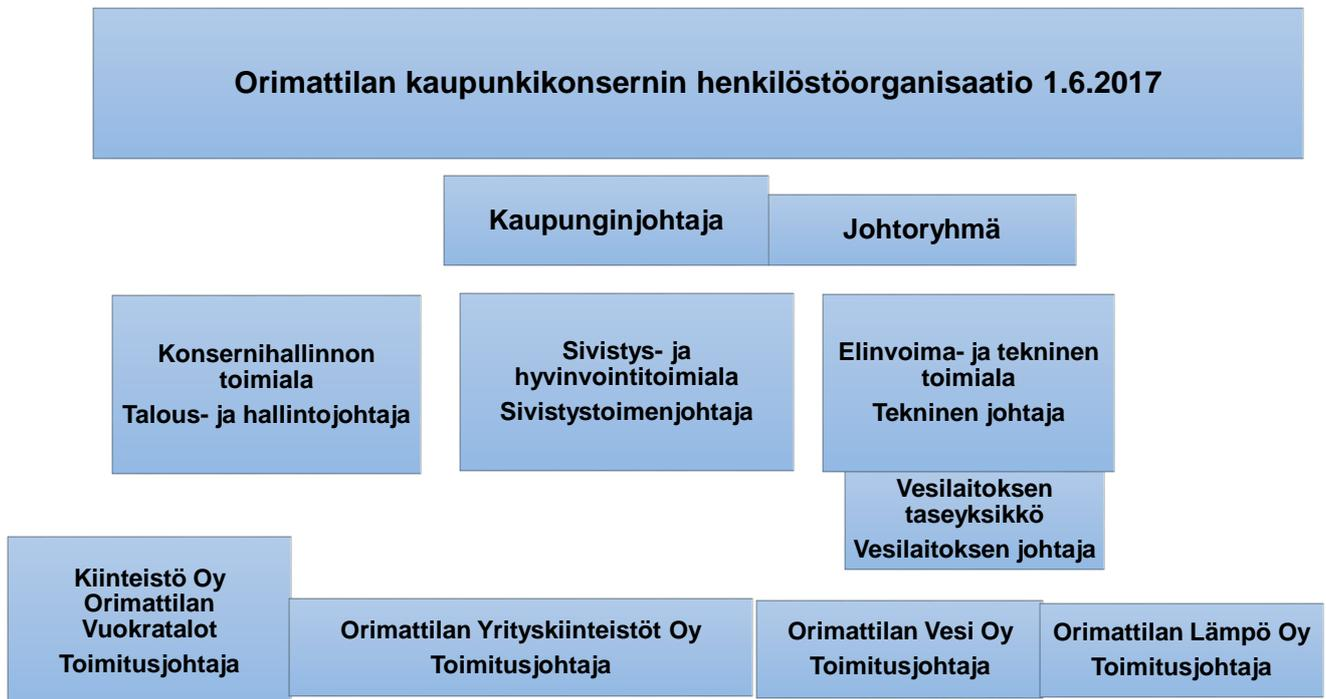 Orimattilan kaupunkikonsernin henkilöstöorganisaatio 1.6.2017
Kaupunginjohtaja
Johtoryhmä
Konsernihallinnon
toimiala
Talous- ja hallintojohtaja
Sivistys- ja
hyvinvointitoimiala
Sivistystoimenjohtaja
Elinvoima- ja tekninen
toimiala
Tekninen johtaja
Vesilaitoksen
taseyksikkö
Vesilaitoksen johtaja
Kiinteistö Oy
Orimattilan
Vuokratalot
Toimitusjohtaja
Orimattilan Yrityskiinteistöt Oy
Toimitusjohtaja
Orimattilan Vesi Oy
Toimitusjohtaja
Orimattilan Lämpö Oy
Toimitusjohtaja